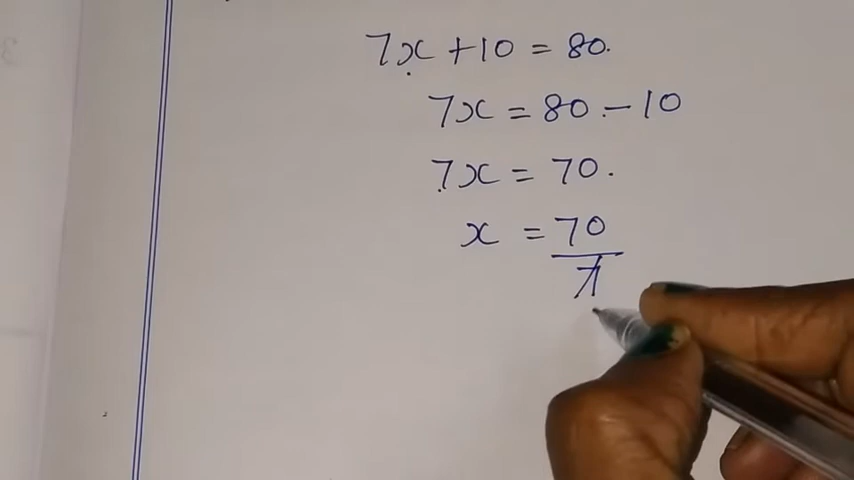 7x + 10 = 80.
7x = 80 - 10
7x = 70.
x = 70
7